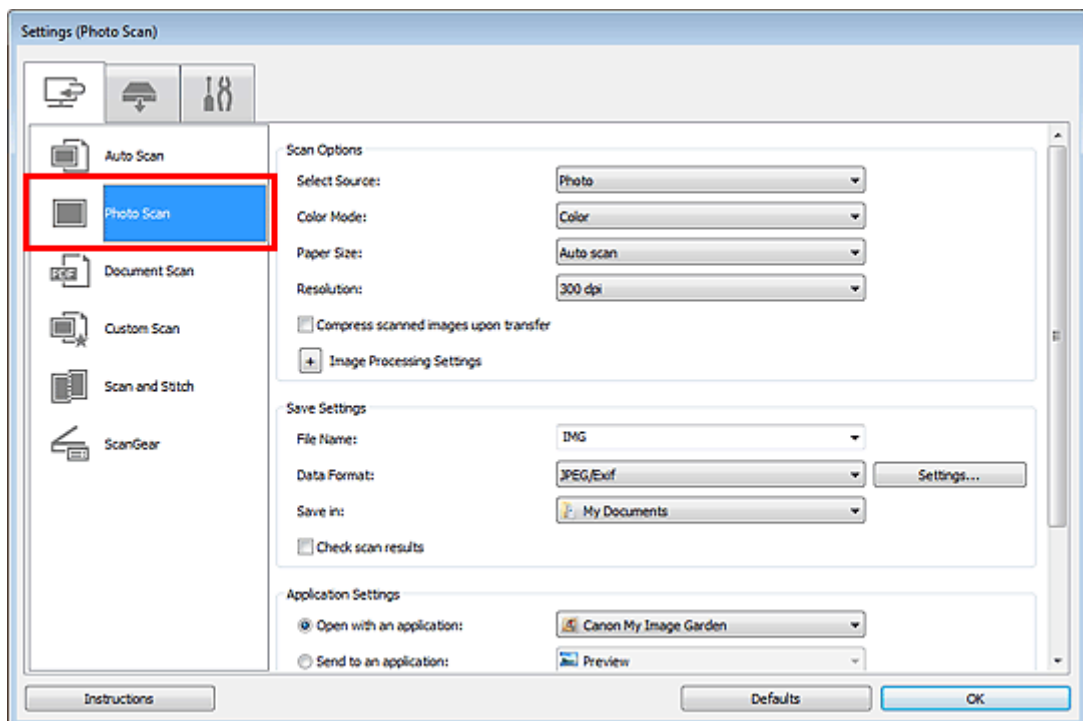 Settings (Photo Scan)
Auto Scan
Photo Scan
PDF
Document Scan
Custom Scan
Scan and Stitch
ScanGear
Scan Options
Select Source: Photo
Color Mode: Color
Paper Size: Auto scan
Resolution: 300 dpi
Compress scanned images upon transfer
+ Image Processing Settings
Save Settings
File Name: IMG
Data Format: JPEG/Exif Settings...
Save in: My Documents
Check scan results
Application Settings
Open with an application: Canon My Image Garden
Send to an application: Preview
Instructions Defaults OK